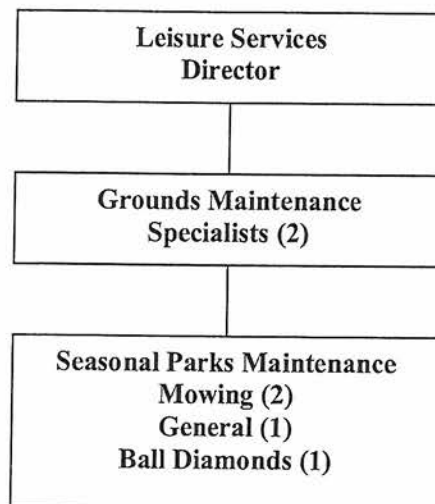 Leisure Services
Director
Grounds Maintenance
Specialists (2)
Seasonal Parks Maintenance
Mowing (2)
General (1)
Ball Diamonds (1)